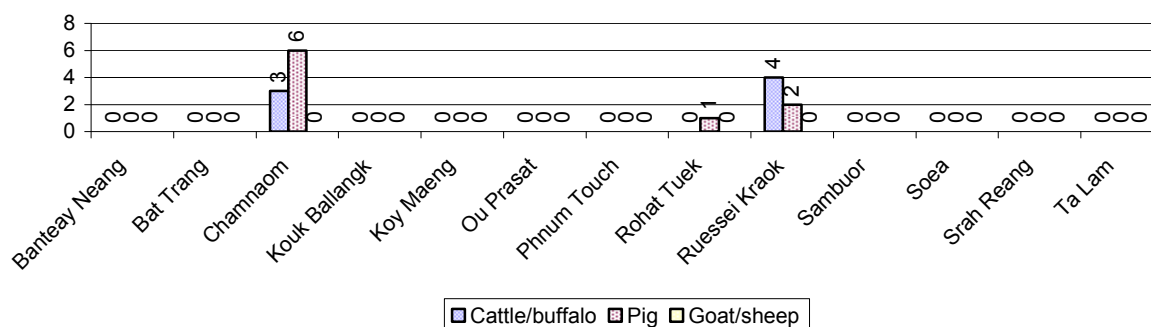 8
6
4
2
0
0 0 0
0 0 0
3 6 0
0 0 0
0 0 0
0 0 0
0 0 0
0 1 0
4 2 0
0 0 0
0 0 0
0 0 0
0 0 0
Banteay Neang
Bat Trang
Chamnaom
Kouk Ballangk
Koy Maeng
Ou Prasat
Phnum Touch
Rohat Tuek
Ruessei Kraok
Sambuor
Soea
Srah Reang
Ta Lam
Cattle/buffalo Pig Goat/sheep